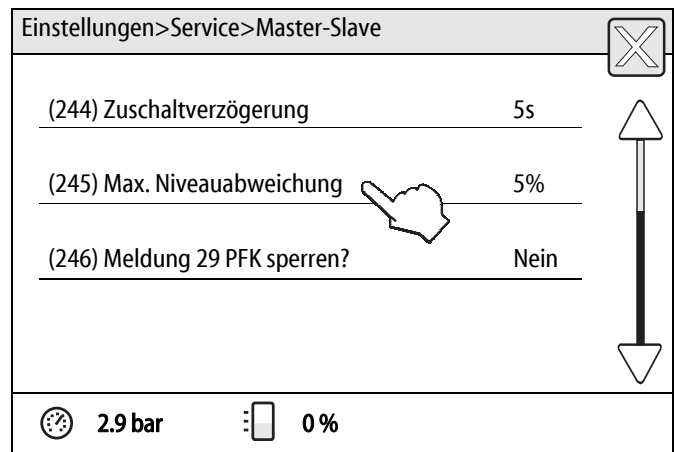 Einstellungen>Service>Master-Slave
(244) Zuschaltverzögerung 5s
(245) Max. Niveauabweichung 5%
(246) Meldung 29 PFK sperren? Nein
2.9 bar 0 %